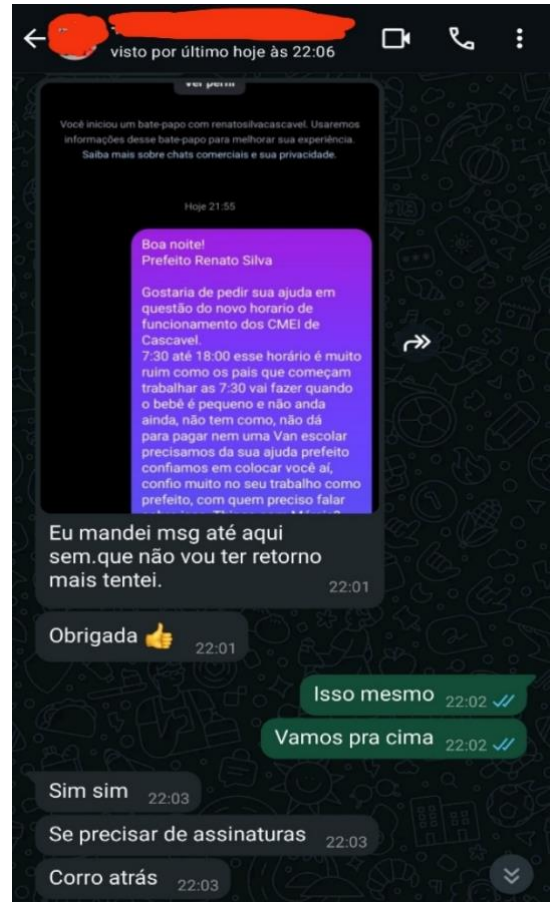 visto por último hoje às 22:06
Ver perfil
Você iniciou um bate-papo com renatosilvacascavel. Usaremos
informações desse bate-papo para melhorar sua experiência.
Saiba mais sobre chats comerciais e sua privacidade.
Hoje 21:55
Boa noite!
Prefeito Renato Silva
Gostaria de pedir sua ajuda em
questão do novo horario de
funcionamento dos CMEI de
Cascavel.
7:30 até 18:00 esse horário é muito
ruim como os pais que começam
trabalhar as 7:30 vai fazer quando
o bebê é pequeno e não anda
ainda, não tem como, não dá
para pagar nem uma Van escolar
precisamos da sua ajuda prefeito
confiamos em colocar você aí,
confio muito no seu trabalho como
prefeito, com quem preciso falar
Eu mandei msg até aqui
sem.que não vou ter retorno
mais tentei.
22:01
Obrigada 👍 22:01
Isso mesmo 22:02
Vamos pra cima 22:02
Sim sim 22:03
Se precisar de assinaturas 22:03
Corro atrás 22:03